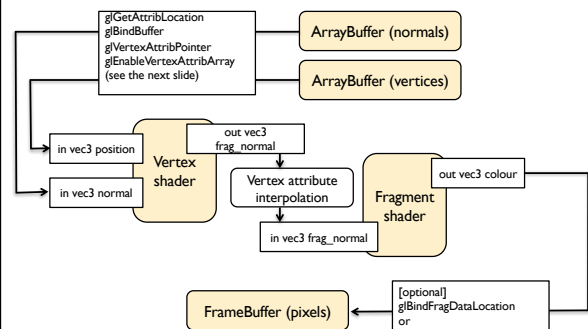 glGetAttribLocation
glBindBuffer
glVertexAttribPointer
glEnableVertexAttribArray
(see the next slide)
ArrayBuffer (normals)
ArrayBuffer (vertices)
in vec3 position
in vec3 normal
Vertex
shader
out vec3
frag_normal
Vertex attribute
interpolation
in vec3 frag_normal
Fragment
shader
out vec3 colour
FrameBuffer (pixels)
[optional]
glBindFragDataLocation
or